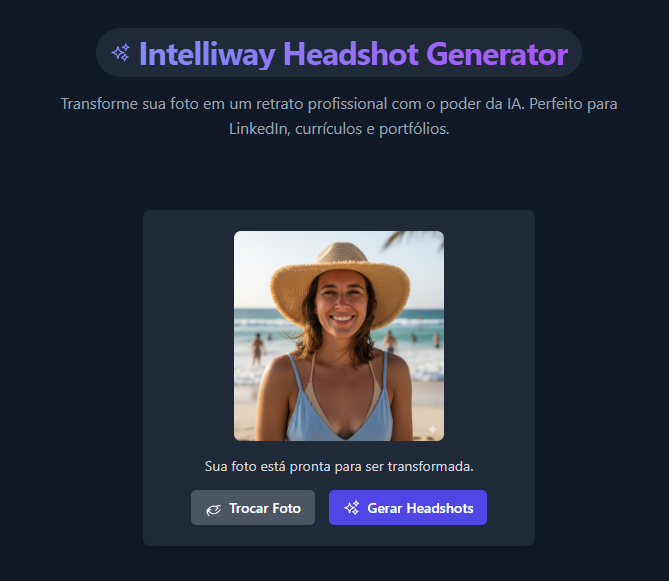 Intelliway Headshot Generator
Transforme sua foto em um retrato profissional com o poder da IA. Perfeito para
LinkedIn, currículos e portfólios.
Sua foto está pronta para ser transformada.
Trocar Foto
Gerar Headshots